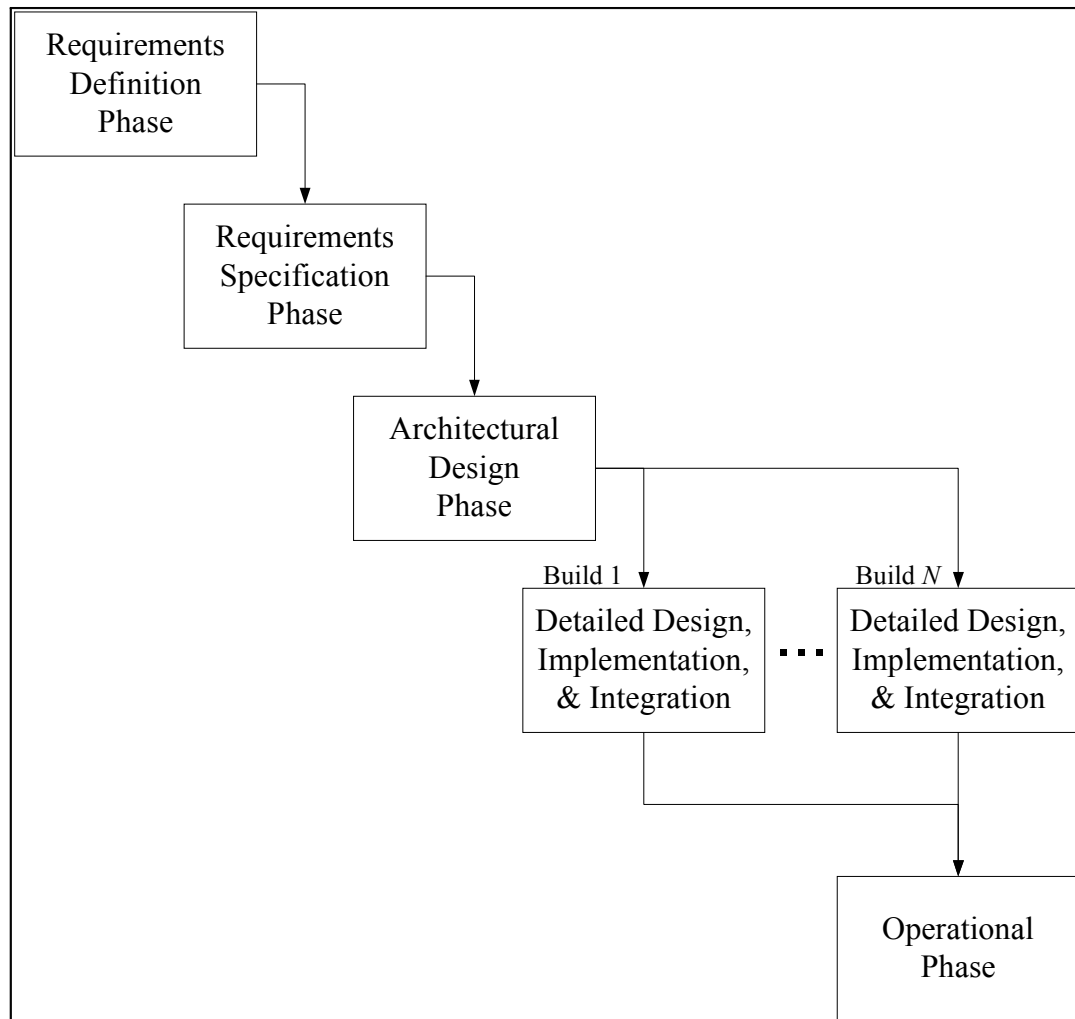 Requirements
Definition
Phase
Requirements
Specification
Phase
Architectural
Design
Phase
Build 1
Detailed Design,
Implementation,
& Integration
Build N
Detailed Design,
Implementation,
& Integration
Operational
Phase